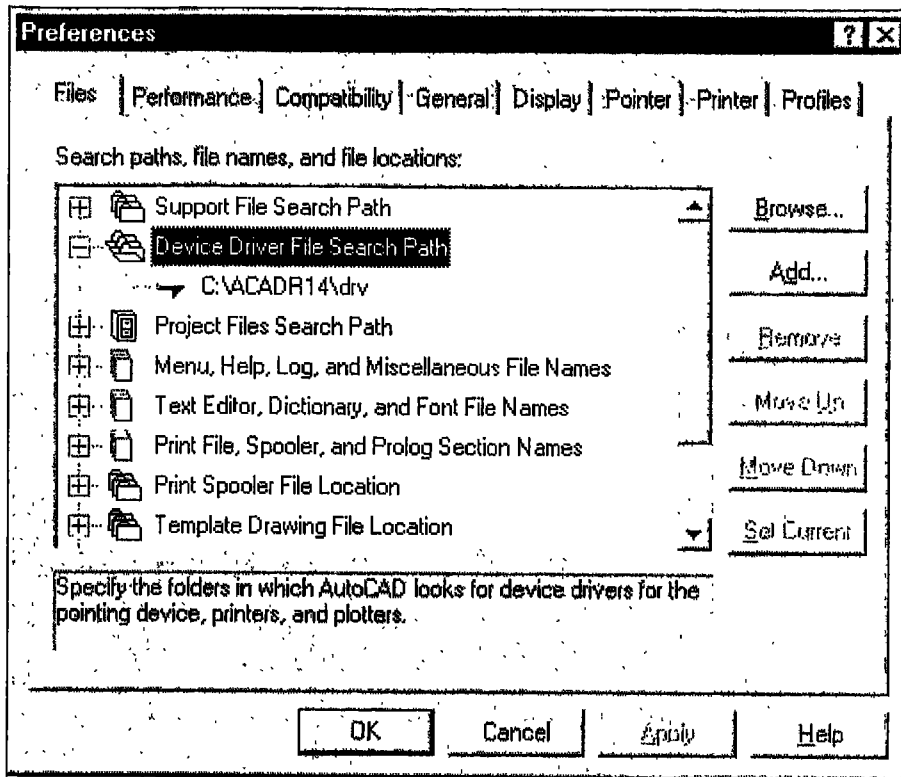 Preferences
Files Performance Compatibility General Display Pointer Printer Profiles
Search paths, file names, and file locations:
Support File Search Path
Device Driver File Search Path
C:\ACADR14\drv
Project Files Search Path
Menu, Help, Log, and Miscellaneous File Names
Text Editor, Dictionary, and Font File Names
Print File, Spooler, and Prolog Section Names
Print Spooler File Location
Template Drawing File Location
Browse...
Add...
Remove
Move Up
Move Down
Set Current
Specify the folders in which AutoCAD looks for device drivers for the
pointing device, printers, and plotters.
OK Cancel Apply Help